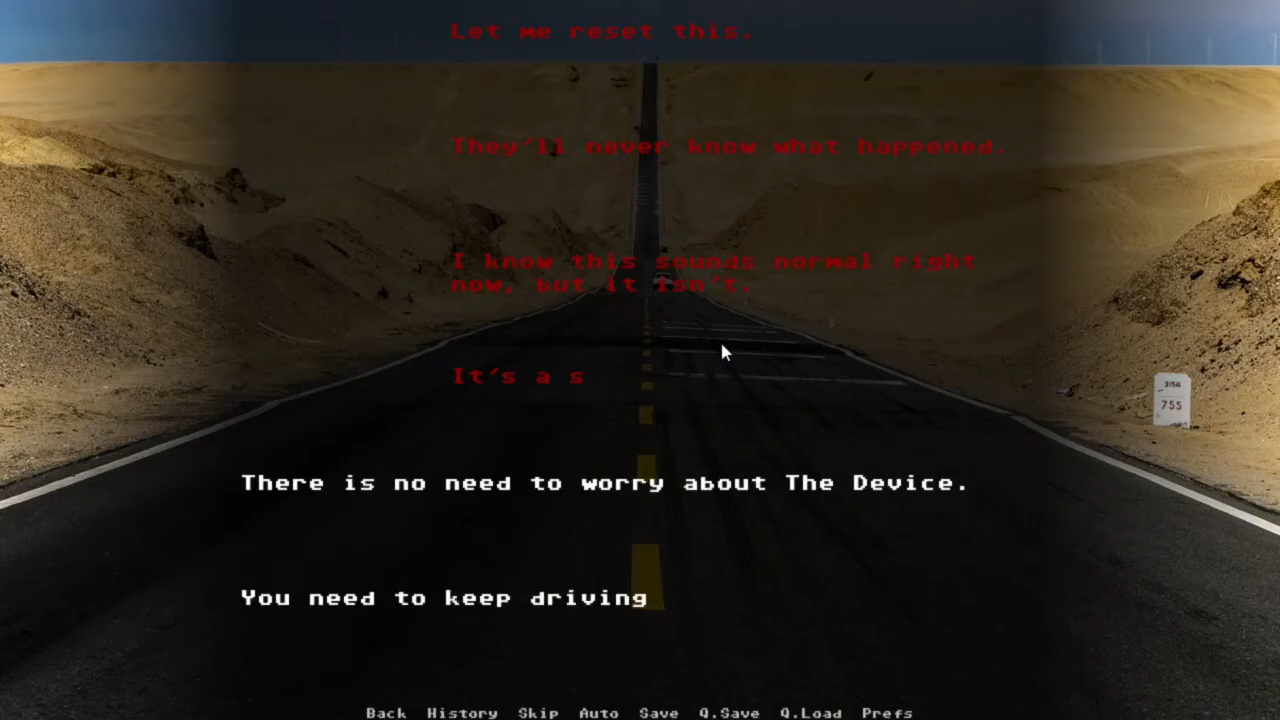 Let me reset this.
They'll never know what happened.
I know this sounds normal right
now, but it isn't.
It's a s
There is no need to worry about The Device.
You need to keep driving
315K
755
Back History Skip Auto Save Q.Save Q.Load Prefs